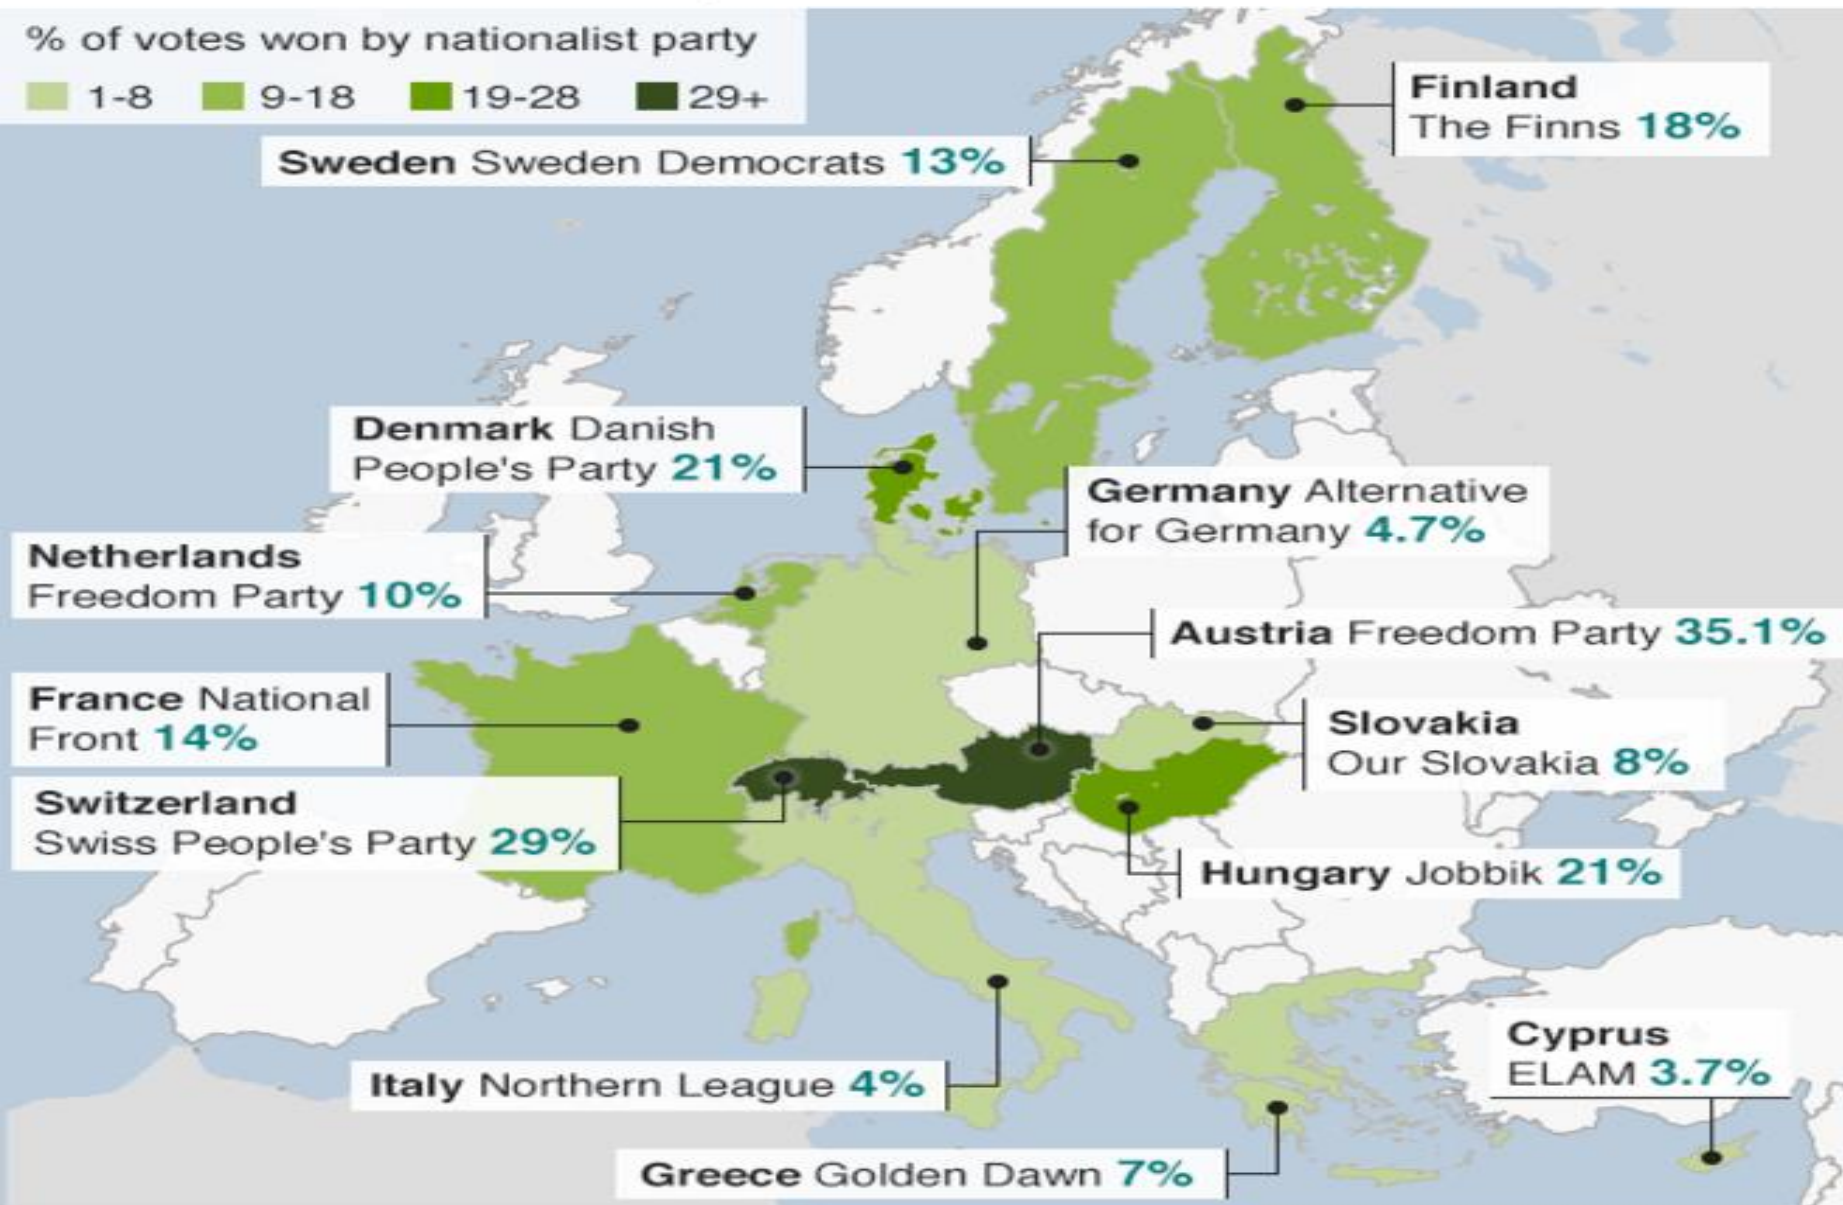 % of votes won by nationalist party
1-8 9-18 19-28 29+
Finland
The Finns 18%
Sweden Sweden Democrats 13%
Denmark Danish
People's Party 21%
Germany Alternative
for Germany 4.7%
Netherlands
Freedom Party 10%
Austria Freedom Party 35.1%
France National
Front 14%
Slovakia
Our Slovakia 8%
Switzerland
Swiss People's Party 29%
Hungary Jobbik 21%
Cyprus
ELAM 3.7%
Italy Northern League 4%
Greece Golden Dawn 7%